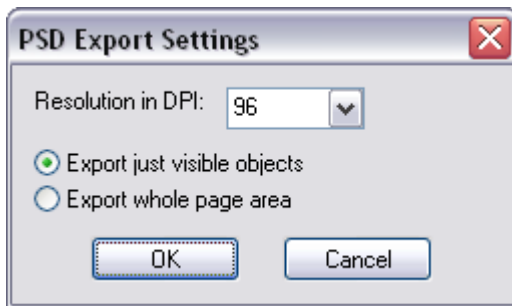 PSD Export Settings
Resolution in DPI: 96
Export just visible objects
Export whole page area
OK Cancel